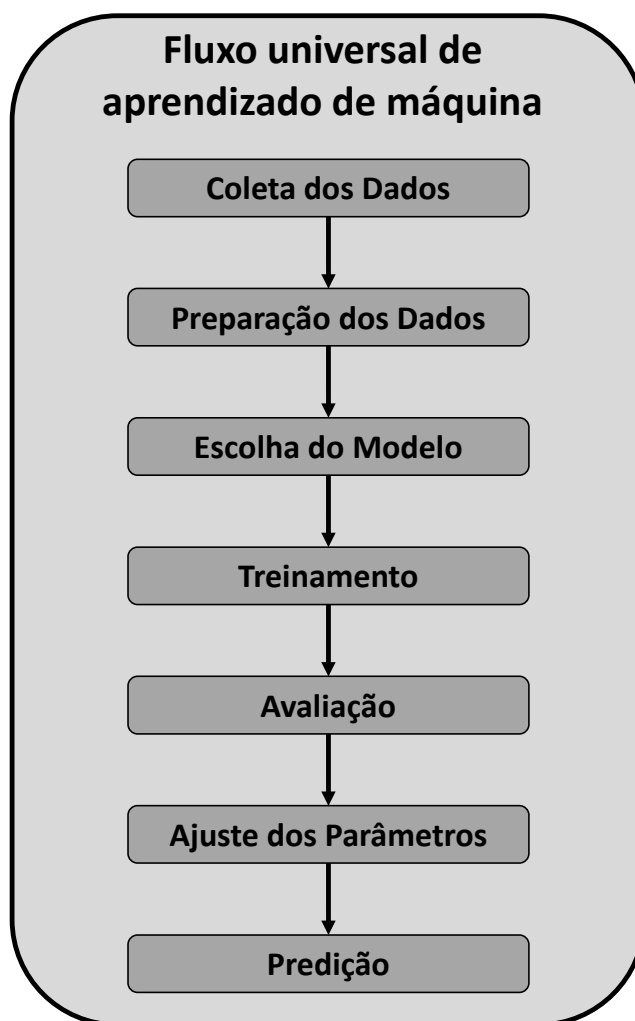 Fluxo universal de
aprendizado de máquina
Coleta dos Dados
Preparação dos Dados
Escolha do Modelo
Treinamento
Avaliação
Ajuste dos Parâmetros
Predição